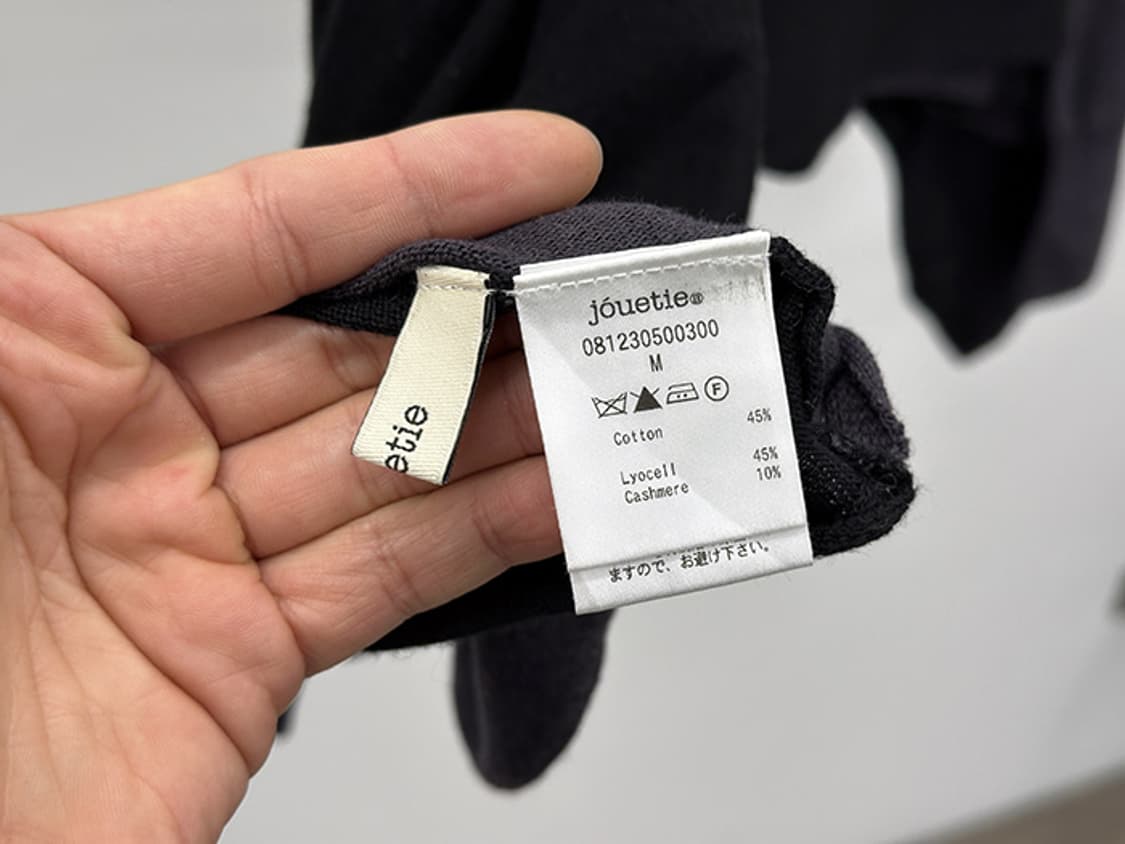 jóuetie®
081230500300
M
F
Cotton 45%
Lyocell 45%
Cashmere 10%
ますので、お避け下さい。
etie